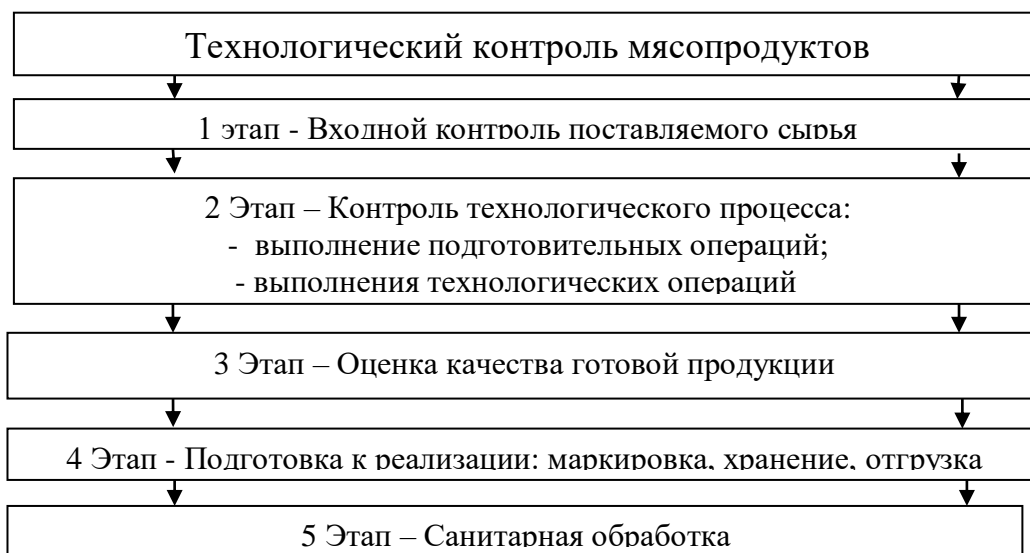 Технологический контроль мясопродуктов
1 этап - Входной контроль поставляемого сырья
2 Этап – Контроль технологического процесса:
- выполнение подготовительных операций;
- выполнения технологических операций
3 Этап – Оценка качества готовой продукции
4 Этап - Подготовка к реализации: маркировка, хранение, отгрузка
5 Этап – Санитарная обработка